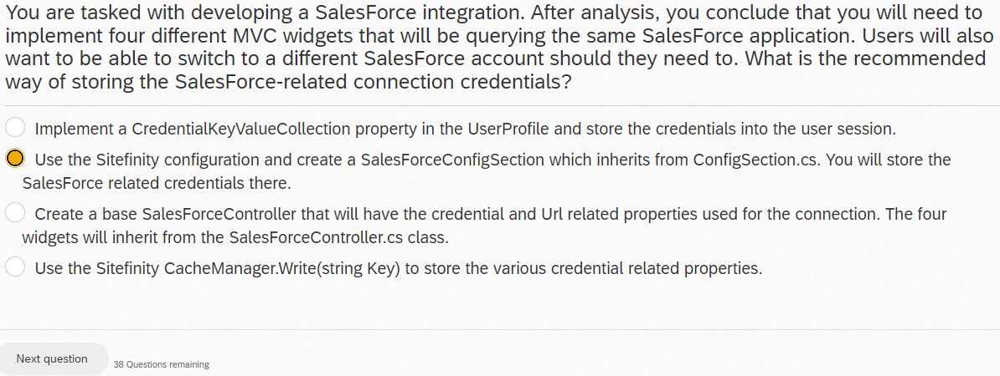 You are tasked with developing a SalesForce integration. After analysis, you conclude that you will need to
implement four different MVC widgets that will be querying the same SalesForce application. Users will also
want to be able to switch to a different SalesForce account should they need to. What is the recommended
way of storing the SalesForce-related connection credentials?
Implement a CredentialKeyValueCollection property in the UserProfile and store the credentials into the user session.
Use the Sitefinity configuration and create a SalesForceConfigSection which inherits from ConfigSection.cs. You will store the
SalesForce related credentials there.
Create a base SalesForceController that will have the credential and Url related properties used for the connection. The four
widgets will inherit from the SalesForceController.cs class.
Use the Sitefinity CacheManager.Write(string Key) to store the various credential related properties.
Next question
38 Questions remaining